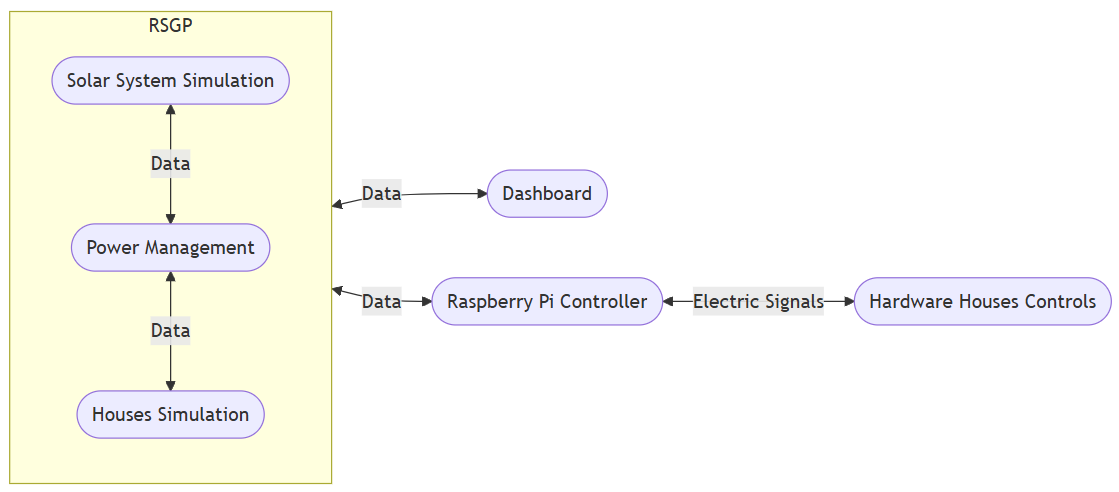 RSGP
Solar System Simulation
Data
Power Management
Data
Houses Simulation
Data
Dashboard
Data
Raspberry Pi Controller
Electric Signals
Hardware Houses Controls